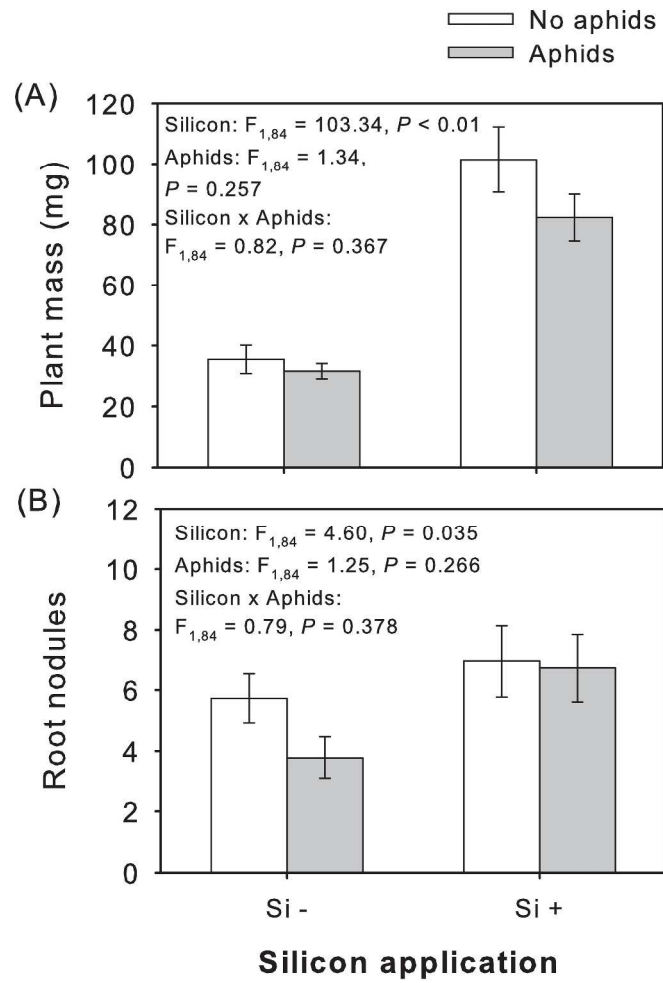 No aphids
Aphids
(A)
Plant mass (mg)
120
100
80
60
40
20
0
Silicon: F1,84 = 103.34, P < 0.01
Aphids: F1,84 = 1.34,
P = 0.257
Silicon x Aphids:
F1,84 = 0.82, P = 0.367
(B)
Root nodules
12
10
8
6
4
2
0
Silicon: F1,84 = 4.60, P = 0.035
Aphids: F1,84 = 1.25, P = 0.266
Silicon x Aphids:
F1,84 = 0.79, P = 0.378
Si -
Si +
Silicon application